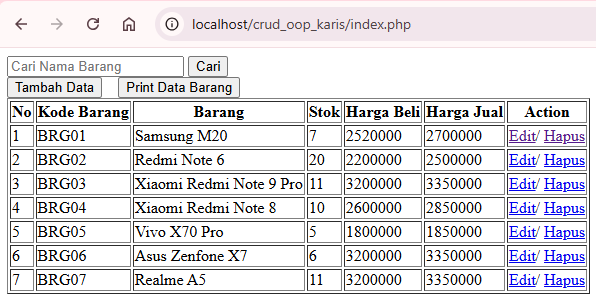 localhost/crud_oop_karis/index.php
Cari Nama Barang Cari
Tambah Data Print Data Barang
No Kode Barang Barang Stok Harga Beli Harga Jual Action
1 BRG01 Samsung M20 7 2520000 2700000 Edit/ Hapus
2 BRG02 Redmi Note 6 20 2200000 2500000 Edit/ Hapus
3 BRG03 Xiaomi Redmi Note 9 Pro 11 3200000 3350000 Edit/ Hapus
4 BRG04 Xiaomi Redmi Note 8 10 2600000 2850000 Edit/ Hapus
5 BRG05 Vivo X70 Pro 5 1800000 1850000 Edit/ Hapus
6 BRG06 Asus Zenfone X7 6 3200000 3350000 Edit/ Hapus
7 BRG07 Realme A5 11 3200000 3350000 Edit/ Hapus